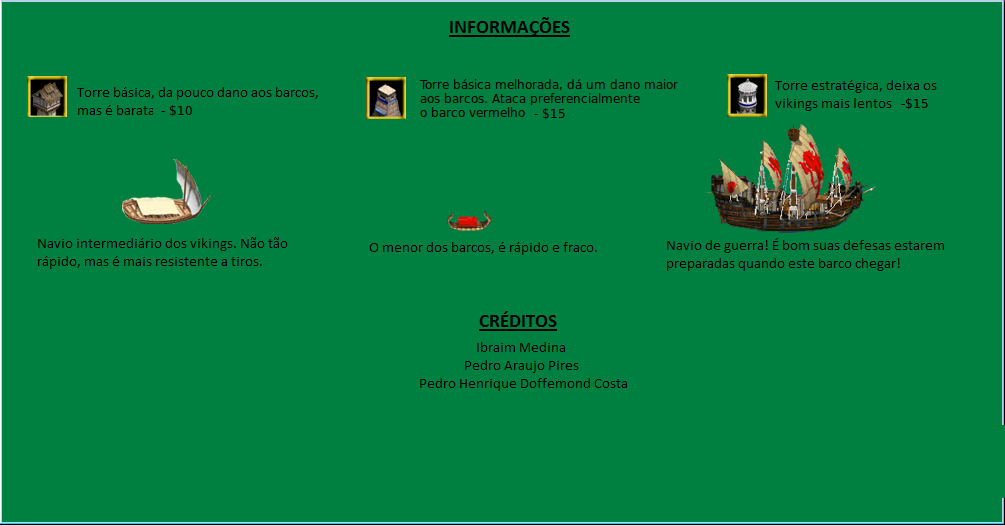 INFORMAÇÕES
Torre básica, da pouco dano aos barcos,
mas é barata - $10
Torre básica melhorada, dá um dano maior
aos barcos. Ataca preferencialmente
o barco vermelho - $15
Torre estratégica, deixa os
vikings mais lentos -$15
Navio intermediário dos vikings. Não tão
rápido, mas é mais resistente a tiros.
O menor dos barcos, é rápido e fraco.
Navio de guerra! É bom suas defesas estarem
preparadas quando este barco chegar!
CRÉDITOS
Ibraim Medina
Pedro Araujo Pires
Pedro Henrique Doffemond Costa